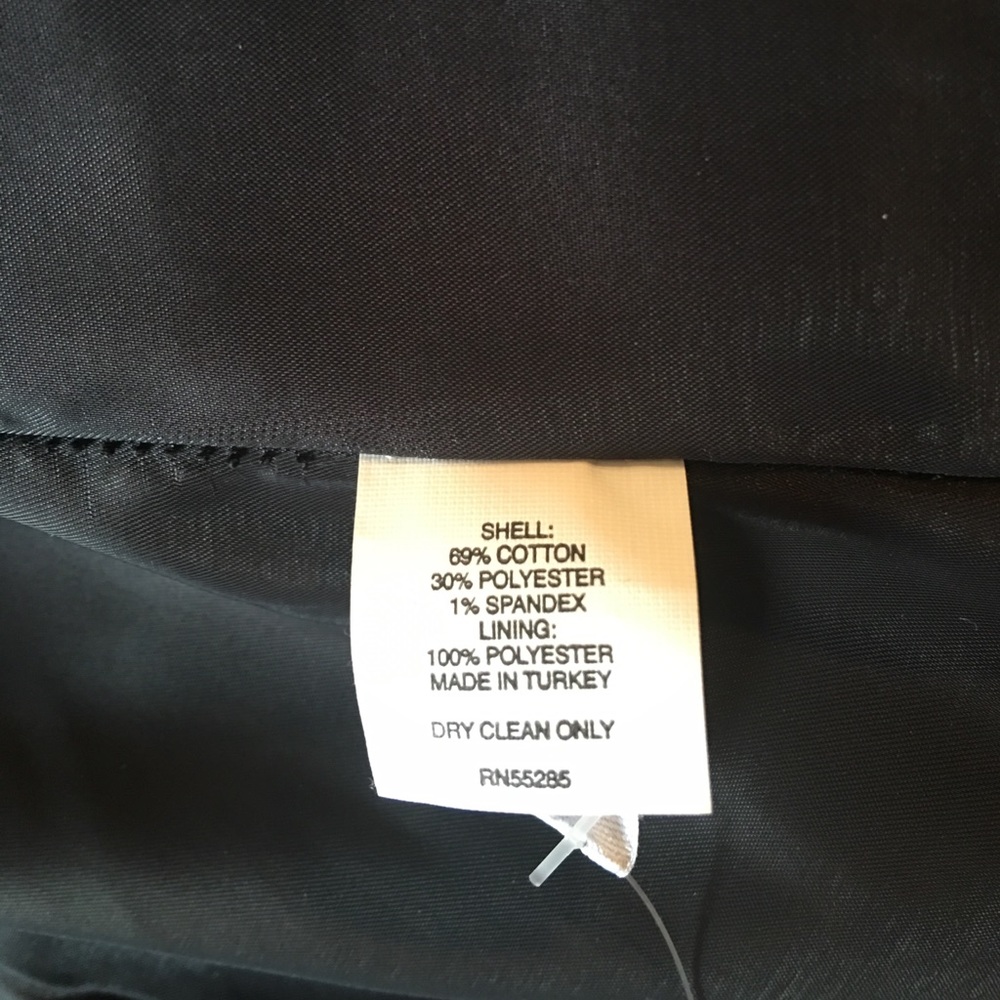 SHELL:
69% COTTON
30% POLYESTER
1% SPANDEX
LINING:
100% POLYESTER
MADE IN TURKEY
DRY CLEAN ONLY
RN55285